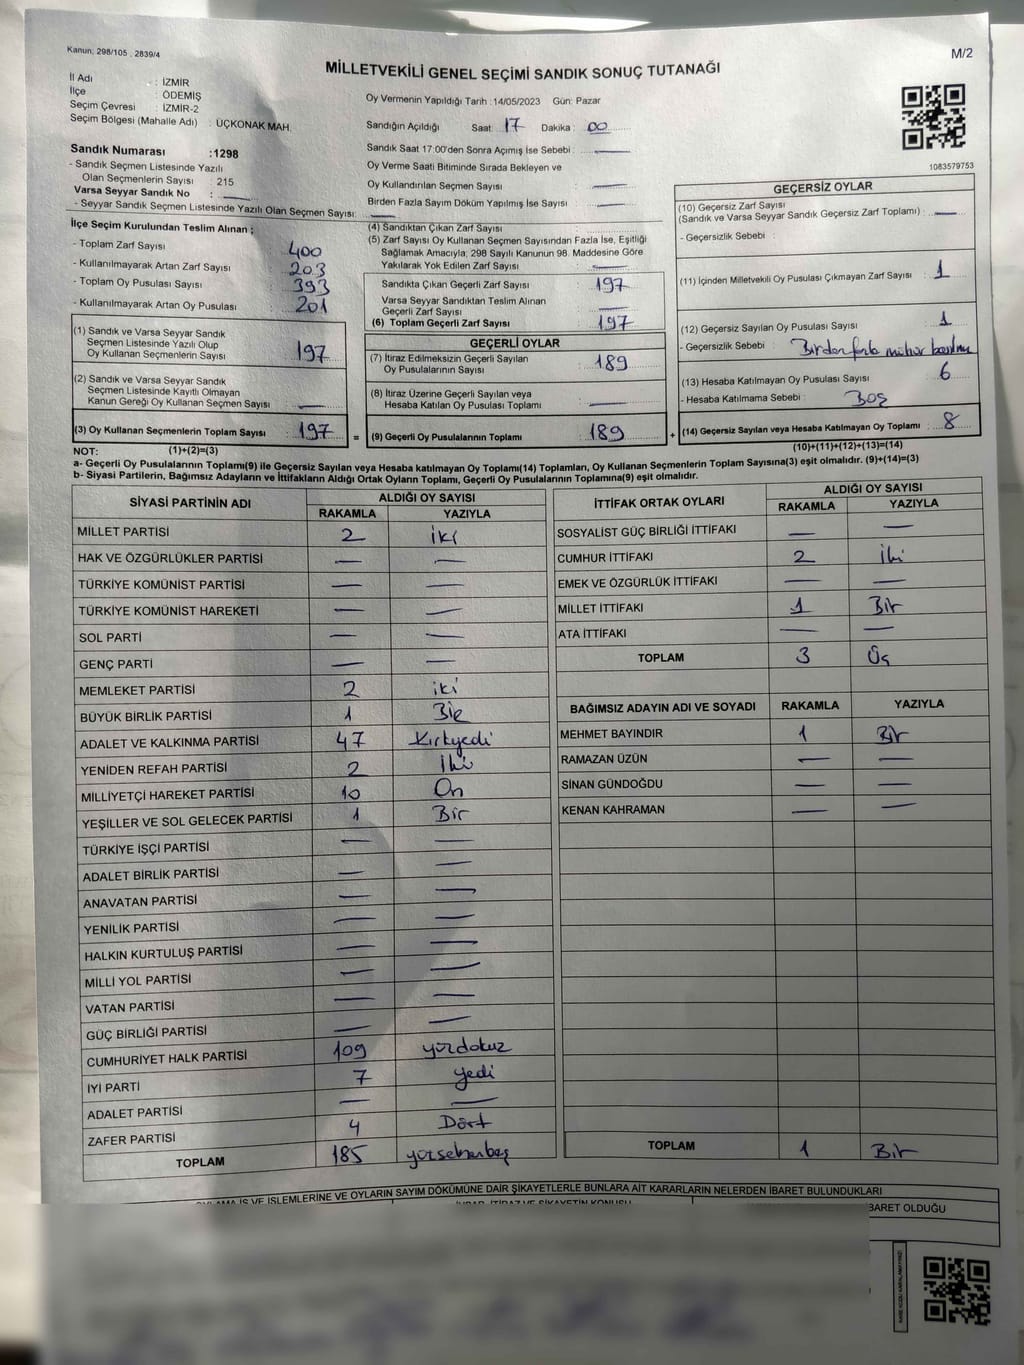 Kanun: 298/105 , 2839/4
M/2
MİLLETVEKİLİ GENEL SEÇİMİ SANDIK SONUÇ TUTANAĞI
İl Adı : İZMİR
İlçe : ÖDEMİŞ
Seçim Çevresi : İZMİR-2
Seçim Bölgesi (Mahalle Adı) : ÜÇKONAK MAH.
Oy Vermenin Yapıldığı Tarih :14/05/2023 Gün: Pazar
Sandığın Açıldığı Saat: 17 Dakika : 00
Sandık Saat 17:00'den Sonra Açımış İse Sebebi : —
Oy Verme Saati Bitiminde Sırada Bekleyen ve
Oy Kullandırılan Seçmen Sayısı —
Birden Fazla Sayım Döküm Yapılmış İse Sayısı —
1083579753
Sandık Numarası :1298
- Sandık Seçmen Listesinde Yazılı
Olan Seçmenlerin Sayısı : 215
Varsa Seyyar Sandık No : —
- Seyyar Sandık Seçmen Listesinde Yazılı Olan Seçmen Sayısı: —
İlçe Seçim Kurulundan Teslim Alınan ;
- Toplam Zarf Sayısı 400
- Kullanılmayarak Artan Zarf Sayısı 203
- Toplam Oy Pusulası Sayısı : 393
- Kullanılmayarak Artan Oy Pusulası : 201
(1) Sandık ve Varsa Seyyar Sandık
Seçmen Listesinde Yazılı Olup
Oy Kullanan Seçmenlerin Sayısı 197
(2) Sandık ve Varsa Seyyar Sandık
Seçmen Listesinde Kayıtlı Olmayan
Kanun Gereği Oy Kullanan Seçmen Sayısı —
(3) Oy Kullanan Seçmenlerin Toplam Sayısı : 197 =
(4) Sandıktan Çıkan Zarf Sayısı :
(5) Zarf Sayısı Oy Kullanan Seçmen Sayısından Fazla İse, Eşitliği
Sağlamak Amacıyla; 298 Sayılı Kanunun 98. Maddesine Göre
Yakılarak Yok Edilen Zarf Sayısı —
Sandıkta Çıkan Geçerli Zarf Sayısı : 197
Varsa Seyyar Sandıktan Teslim Alınan
Geçerli Zarf Sayısı : —
(6) Toplam Geçerli Zarf Sayısı : 197
GEÇERLİ OYLAR
(7) İtiraz Edilmeksizin Geçerli Sayılan
Oy Pusulalarının Sayısı : 189
(8) İtiraz Üzerine Geçerli Sayılan veya
Hesaba Katılan Oy Pusulası Toplamı : —
(9) Geçerli Oy Pusulalarının Toplamı : 189 +
GEÇERSİZ OYLAR
(10) Geçersiz Zarf Sayısı
(Sandık ve Varsa Seyyar Sandık Geçersiz Zarf Toplamı) : —
- Geçersizlik Sebebi :
(11) İçinden Milletvekili Oy Pusulası Çıkmayan Zarf Sayısı : 1
(12) Geçersiz Sayılan Oy Pusulası Sayısı : 1
- Geçersizlik Sebebi : Birden fazla mühür
(13) Hesaba Katılmayan Oy Pusulası Sayısı : 6
- Hesaba Katılmama Sebebi : Boş
(14) Geçersiz Sayılan veya Hesaba Katılmayan Oy Toplamı : 8
NOT: (1)+(2)=(3)
(10)+(11)+(12)+(13)=(14)
a- Geçerli Oy Pusulalarının Toplamı(9) ile Geçersiz Sayılan veya Hesaba katılmayan Oy Toplamı(14) Toplamları, Oy Kullanan Seçmenlerin Toplam Sayısına(3) eşit olmalıdır. (9)+(14)=(3)
b- Siyasi Partilerin, Bağımsız Adayların ve İttifakların Aldığı Ortak Oyların Toplamı, Geçerli Oy Pusulalarının Toplamına(9) eşit olmalıdır.
SİYASİ PARTİNİN ADI ALDIĞI OY SAYISI
RAKAMLA YAZIYLA
MİLLET PARTİSİ 2 iki
HAK VE ÖZGÜRLÜKLER PARTİSİ — —
TÜRKİYE KOMÜNİST PARTİSİ — —
TÜRKİYE KOMÜNİST HAREKETİ — —
SOL PARTİ — —
GENÇ PARTİ — —
MEMLEKET PARTİSİ 2 iki
BÜYÜK BİRLİK PARTİSİ 1 Bir
ADALET VE KALKINMA PARTİSİ 47 Kırkyedi
YENİDEN REFAH PARTİSİ 2 İki
MİLLİYETÇİ HAREKET PARTİSİ 10 On
YEŞİLLER VE SOL GELECEK PARTİSİ 1 Bir
TÜRKİYE İŞÇİ PARTİSİ — —
ADALET BİRLİK PARTİSİ — —
ANAVATAN PARTİSİ — —
YENİLİK PARTİSİ — —
HALKIN KURTULUŞ PARTİSİ — —
MİLLİ YOL PARTİSİ — —
VATAN PARTİSİ — —
GÜÇ BİRLİĞİ PARTİSİ — —
CUMHURİYET HALK PARTİSİ 109 yüzdokuz
İYİ PARTİ 7 yedi
ADALET PARTİSİ — —
ZAFER PARTİSİ 4 Dört
TOPLAM 185 yüzseksenbeş
İTTİFAK ORTAK OYLARI ALDIĞI OY SAYISI
RAKAMLA YAZIYLA
SOSYALİST GÜÇ BİRLİĞİ İTTİFAKI — —
CUMHUR İTTİFAKI 2 İki
EMEK VE ÖZGÜRLÜK İTTİFAKI — —
MİLLET İTTİFAKI 1 Bir
ATA İTTİFAKI — —
TOPLAM 3 Üç
BAĞIMSIZ ADAYIN ADI VE SOYADI RAKAMLA YAZIYLA
MEHMET BAYINDIR 1 Bir
RAMAZAN ÜZÜN — —
SİNAN GÜNDOĞDU — —
KENAN KAHRAMAN — —
TOPLAM 1 Bir
İŞ VE İŞLEMLERİNE VE OYLARIN SAYIM DÖKÜMÜNE DAİR ŞİKAYETLERLE BUNLARA AİT KARARLARIN NELERDEN İBARET BULUNDUKLARI
İBARET OLDUĞU